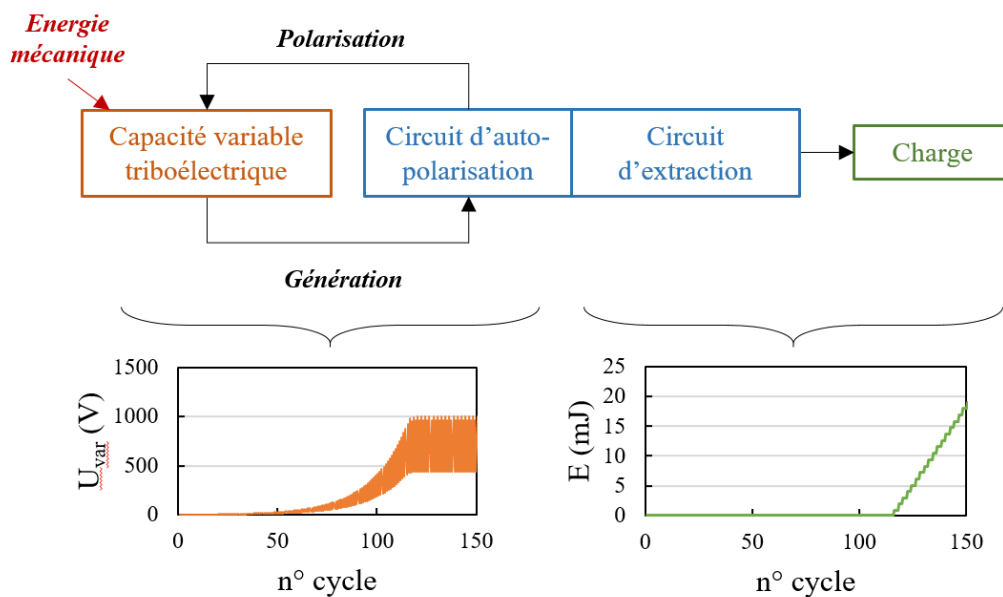 Energie
mécanique
Polarisation
Capacité variable
triboélectrique
Circuit d'auto-
polarisation
Circuit
d'extraction
Charge
Génération
1500
1000
500
0
U_var (V)
0 50 100 150
n° cycle
25
20
15
10
5
0
E (mJ)
0 50 100 150
n° cycle